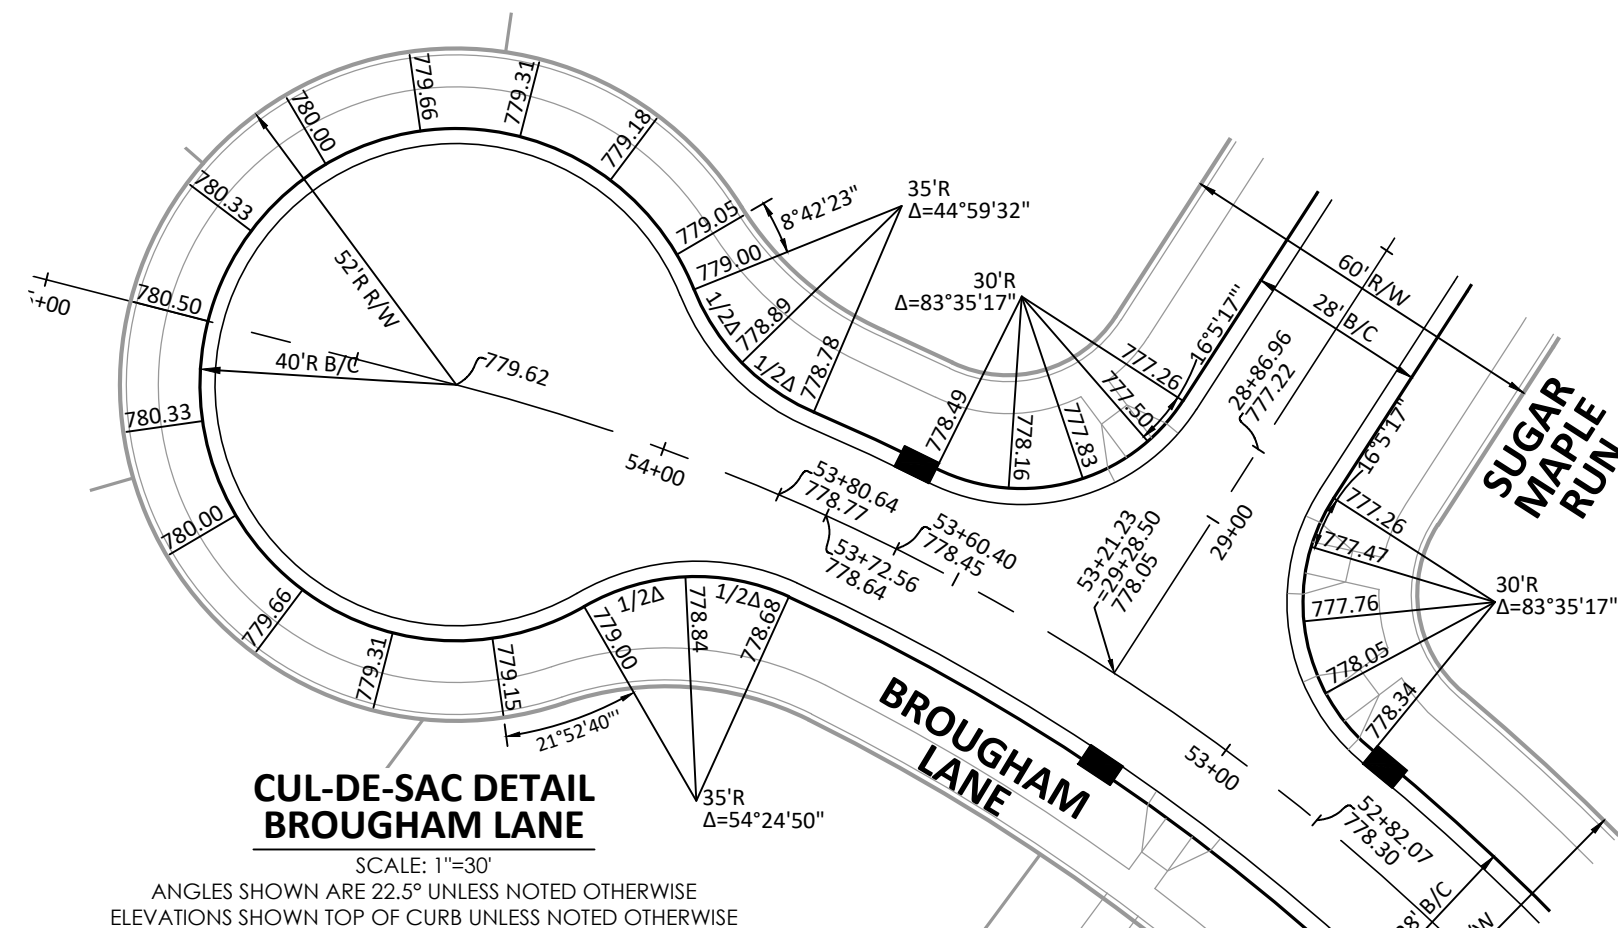 779.66
779.31
780.00
779.18
780.33
779.05
8°42'23"
35'R
Δ=44°59'32"
779.00
52'R R/W
780.50
+00
1/2Δ
778.89
1/2Δ
778.78
30'R
Δ=83°35'17"
60' R/W
28' B/C
16°5'17"
777.26
777.50
777.83
778.16
778.49
28+86.96
777.22
40'R B/C
779.62
780.33
54+00
53+80.64
778.77
53+72.56
778.64
53+60.40
778.45
53+21.23
=29+28.50
778.05
29+00
16°5'17"
SUGAR
MAPLE
RUN
777.26
777.47
777.76
778.05
778.34
30'R
Δ=83°35'17"
780.00
779.66
779.31
779.15
21°52'40"
779.00
1/2Δ
778.84
1/2Δ
778.68
35'R
Δ=54°24'50"
BROUGHAM
LANE
53+00
52+82.07
778.30
28' B/C
/W
CUL-DE-SAC DETAIL
BROUGHAM LANE
SCALE: 1"=30'
ANGLES SHOWN ARE 22.5° UNLESS NOTED OTHERWISE
ELEVATIONS SHOWN TOP OF CURB UNLESS NOTED OTHERWISE